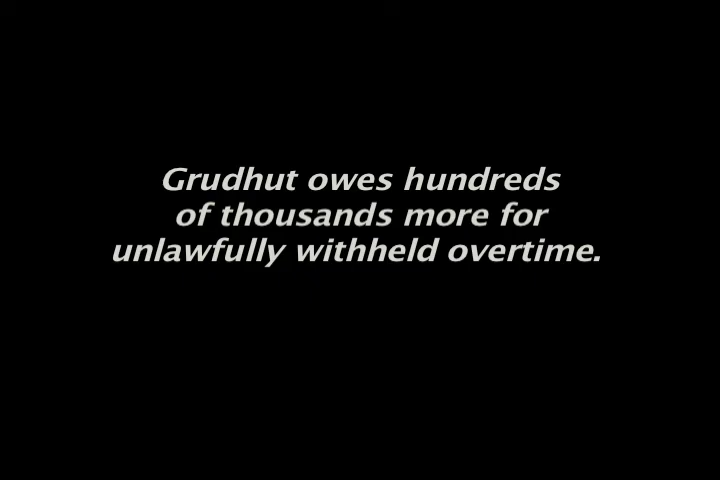 Grudhut owes hundreds
of thousands more for
unlawfully withheld overtime.